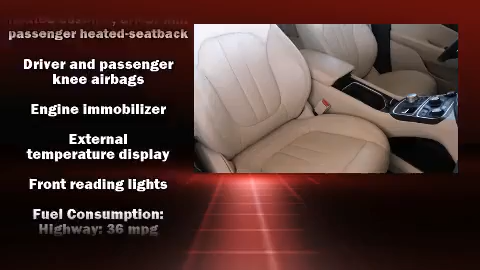 passenger heated-seatback
Driver and passenger
knee airbags
Engine immobilizer
External
temperature display
Front reading lights
Fuel Consumption:
Highway: 36 mpg